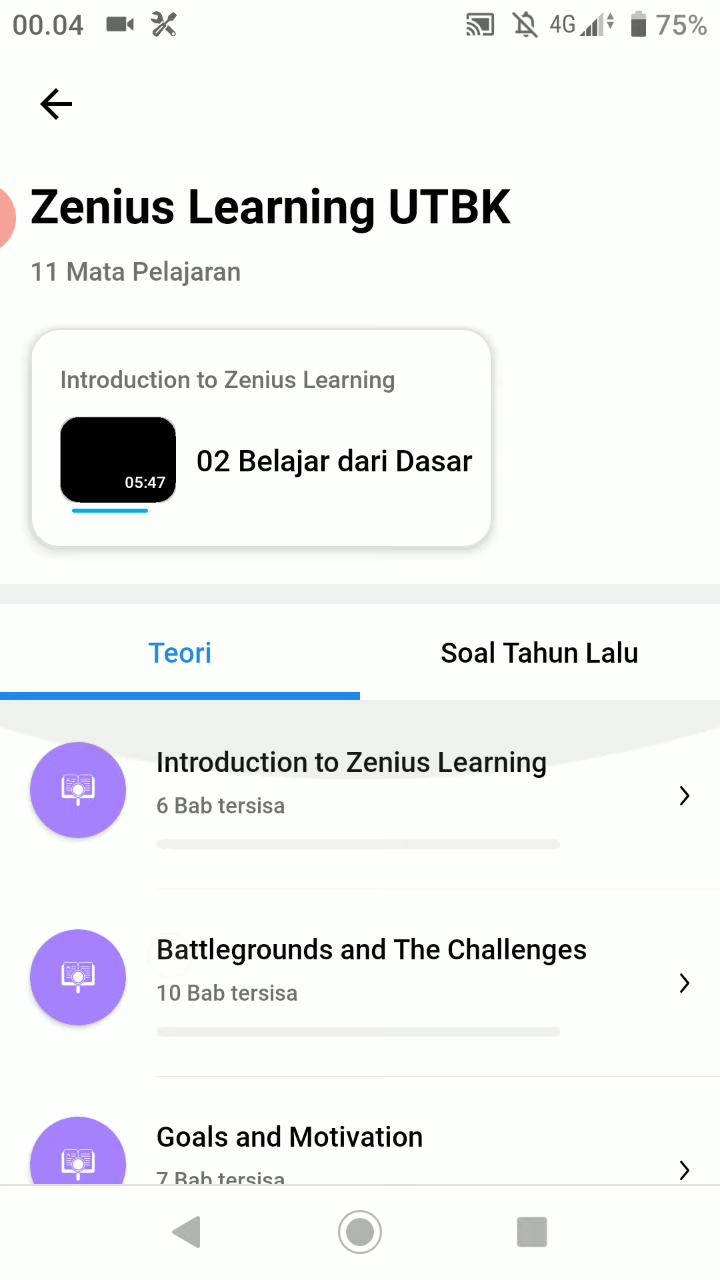 00.04 4G 75%
Zenius Learning UTBK
11 Mata Pelajaran
Introduction to Zenius Learning
05:47
02 Belajar dari Dasar
Teori
Soal Tahun Lalu
Introduction to Zenius Learning
6 Bab tersisa
Battlegrounds and The Challenges
10 Bab tersisa
Goals and Motivation
7 Bab tersisa